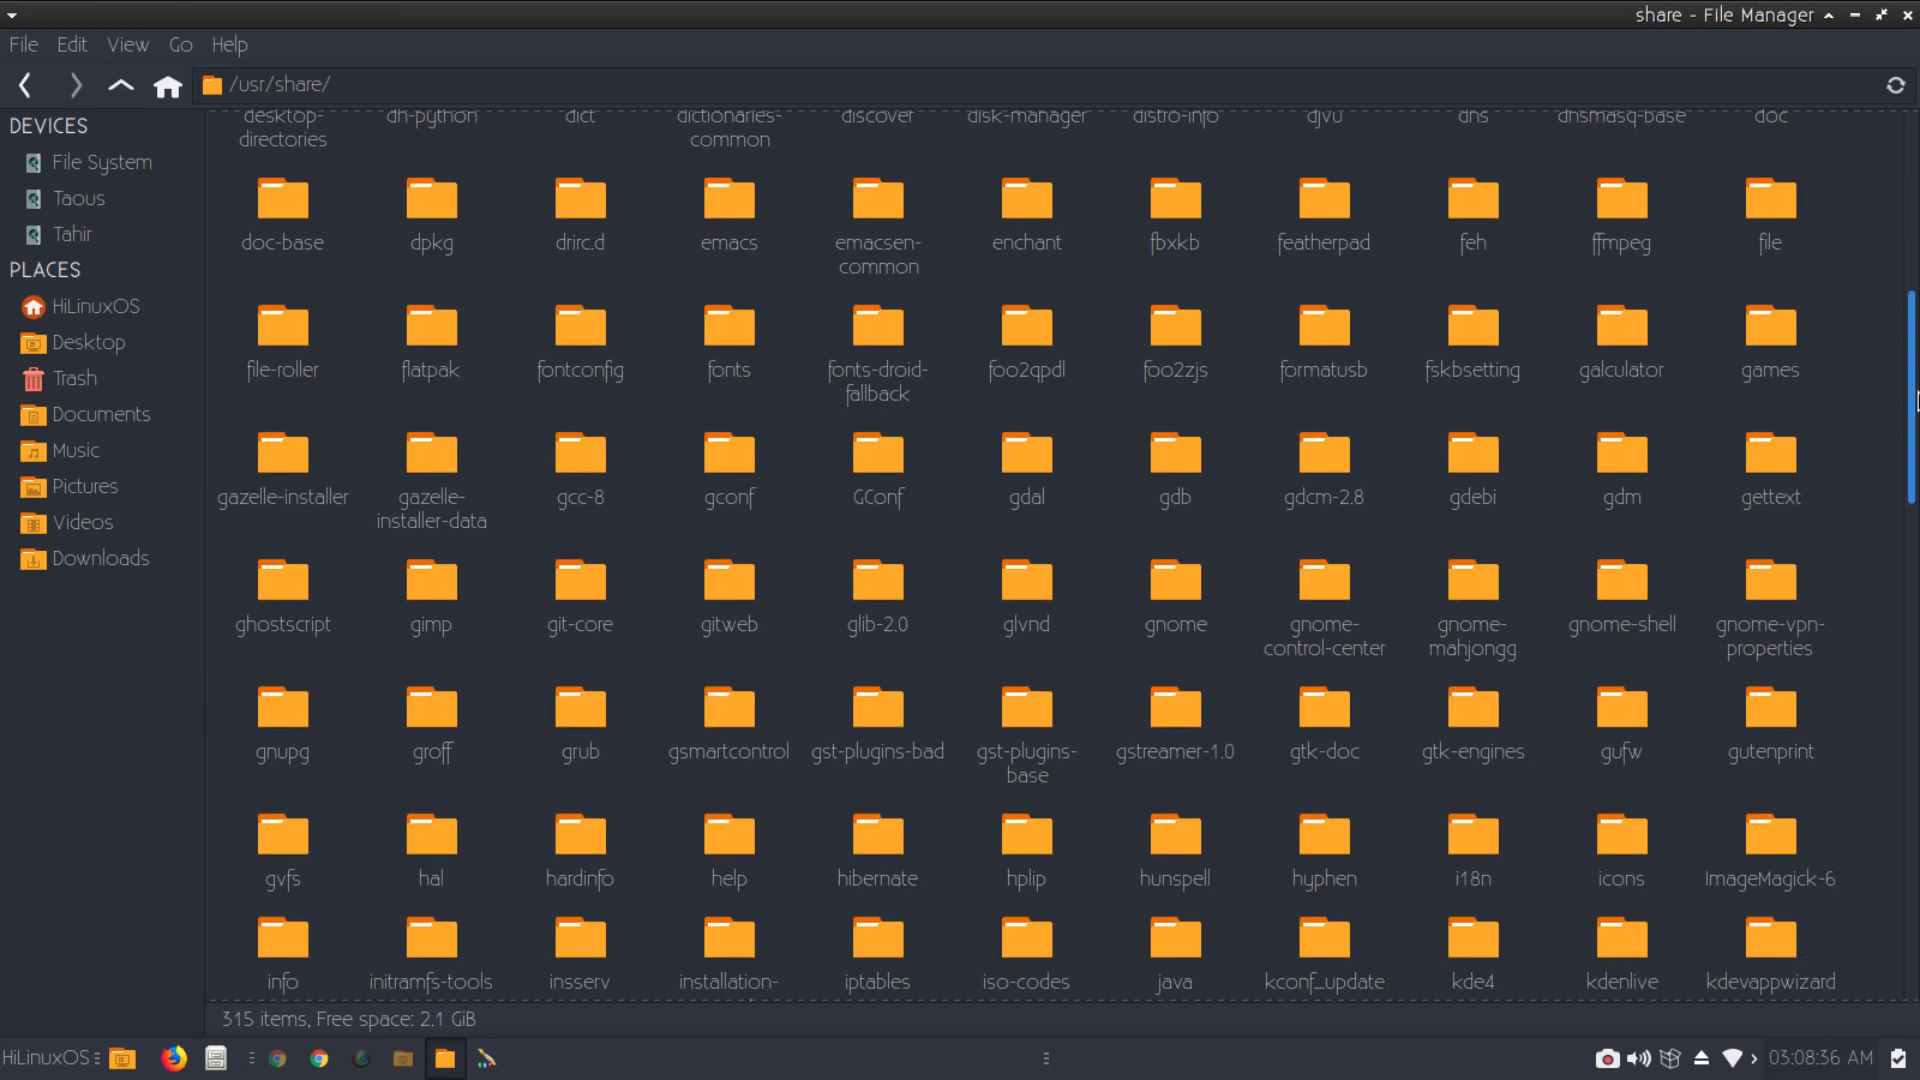 share - File Manager
File Edit View Go Help
/usr/share/
DEVICES
File System
Taous
Tahir
PLACES
HiLinuxOS
Desktop
Trash
Documents
Music
Pictures
Videos
Downloads
desktop- dh-python dict dictionaries- discover disk-manager distro-info djvu dns dnsmasq-base doc
directories common
doc-base dpkg drirc.d emacs emacsen- enchant fbxkb featherpad feh ffmpeg file
common
file-roller flatpak fontconfig fonts fonts-droid- foo2qpdl foo2zjs formatusb fskbsetting galculator games
fallback
gazelle-installer gazelle- gcc-8 gconf GConf gdal gdb gdcm-2.8 gdebi gdm gettext
installer-data
ghostscript gimp git-core gitweb glib-2.0 glvnd gnome gnome- gnome- gnome-shell gnome-vpn-
control-center mahjongg properties
gnupg groff grub gsmartcontrol gst-plugins-bad gst-plugins- gstreamer-1.0 gtk-doc gtk-engines gufw gutenprint
base
gvfs hal hardinfo help hibernate hplip hunspell hyphen i18n icons ImageMagick-6
info initramfs-tools insserv installation- iptables iso-codes java kconf_update kde4 kdenlive kdevappwizard
315 items, Free space: 2.1 GiB
HiLinuxOS 03:08:36 AM